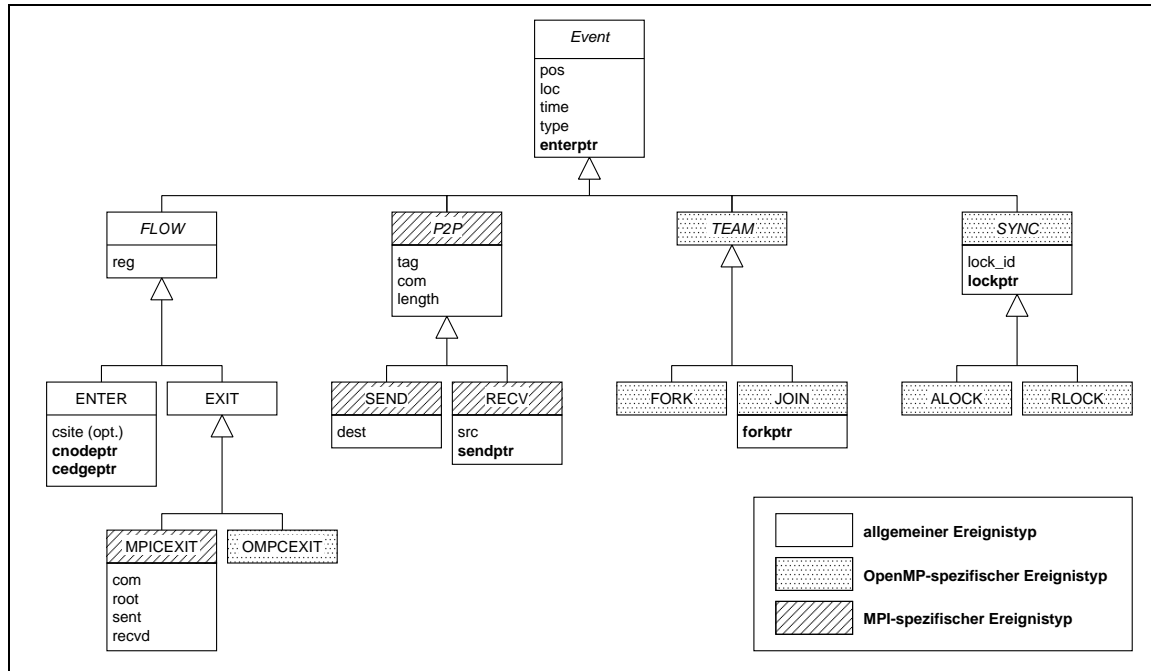 Event
pos
loc
time
type
enterptr
FLOW
reg
P2P
tag
com
length
TEAM
SYNC
lock_id
lockptr
ENTER
csite (opt.)
cnodeptr
cedgeptr
EXIT
SEND
dest
RECV
src
sendptr
FORK
JOIN
forkptr
ALOCK
RLOCK
MPICEXIT
com
root
sent
recvd
OMPCEXIT
allgemeiner Ereignistyp
OpenMP-spezifischer Ereignistyp
MPI-spezifischer Ereignistyp